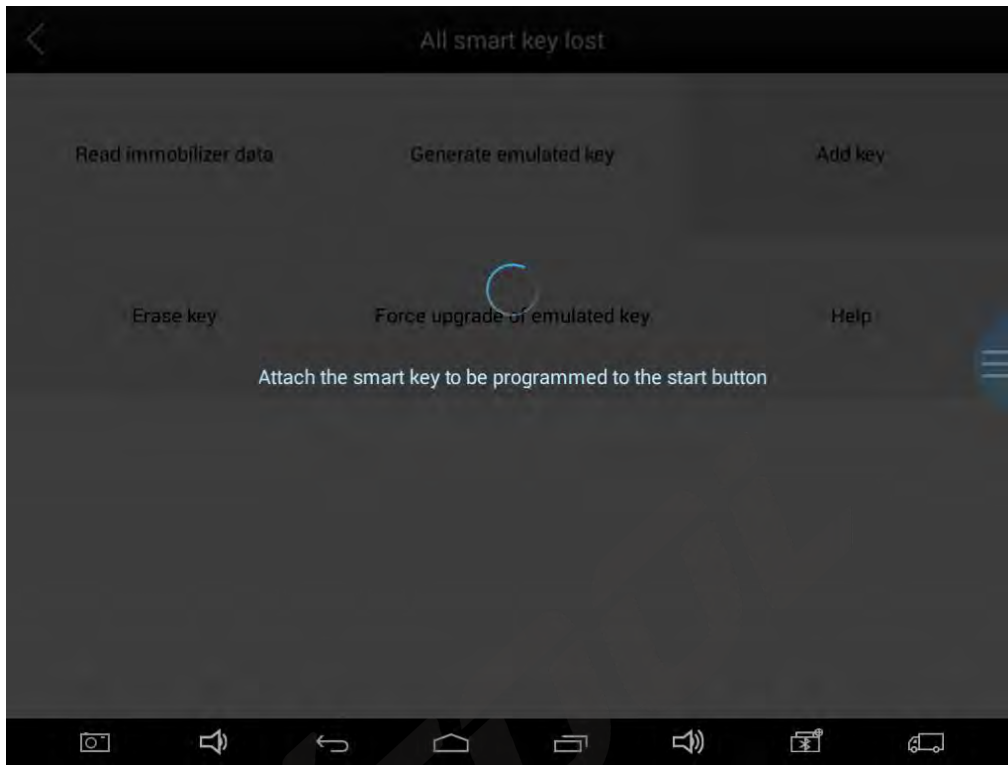 All smart key lost
Read immobilizer data
Generate emulated key
Add key
Erase key
Force upgrade of emulated key
Help
Attach the smart key to be programmed to the start button